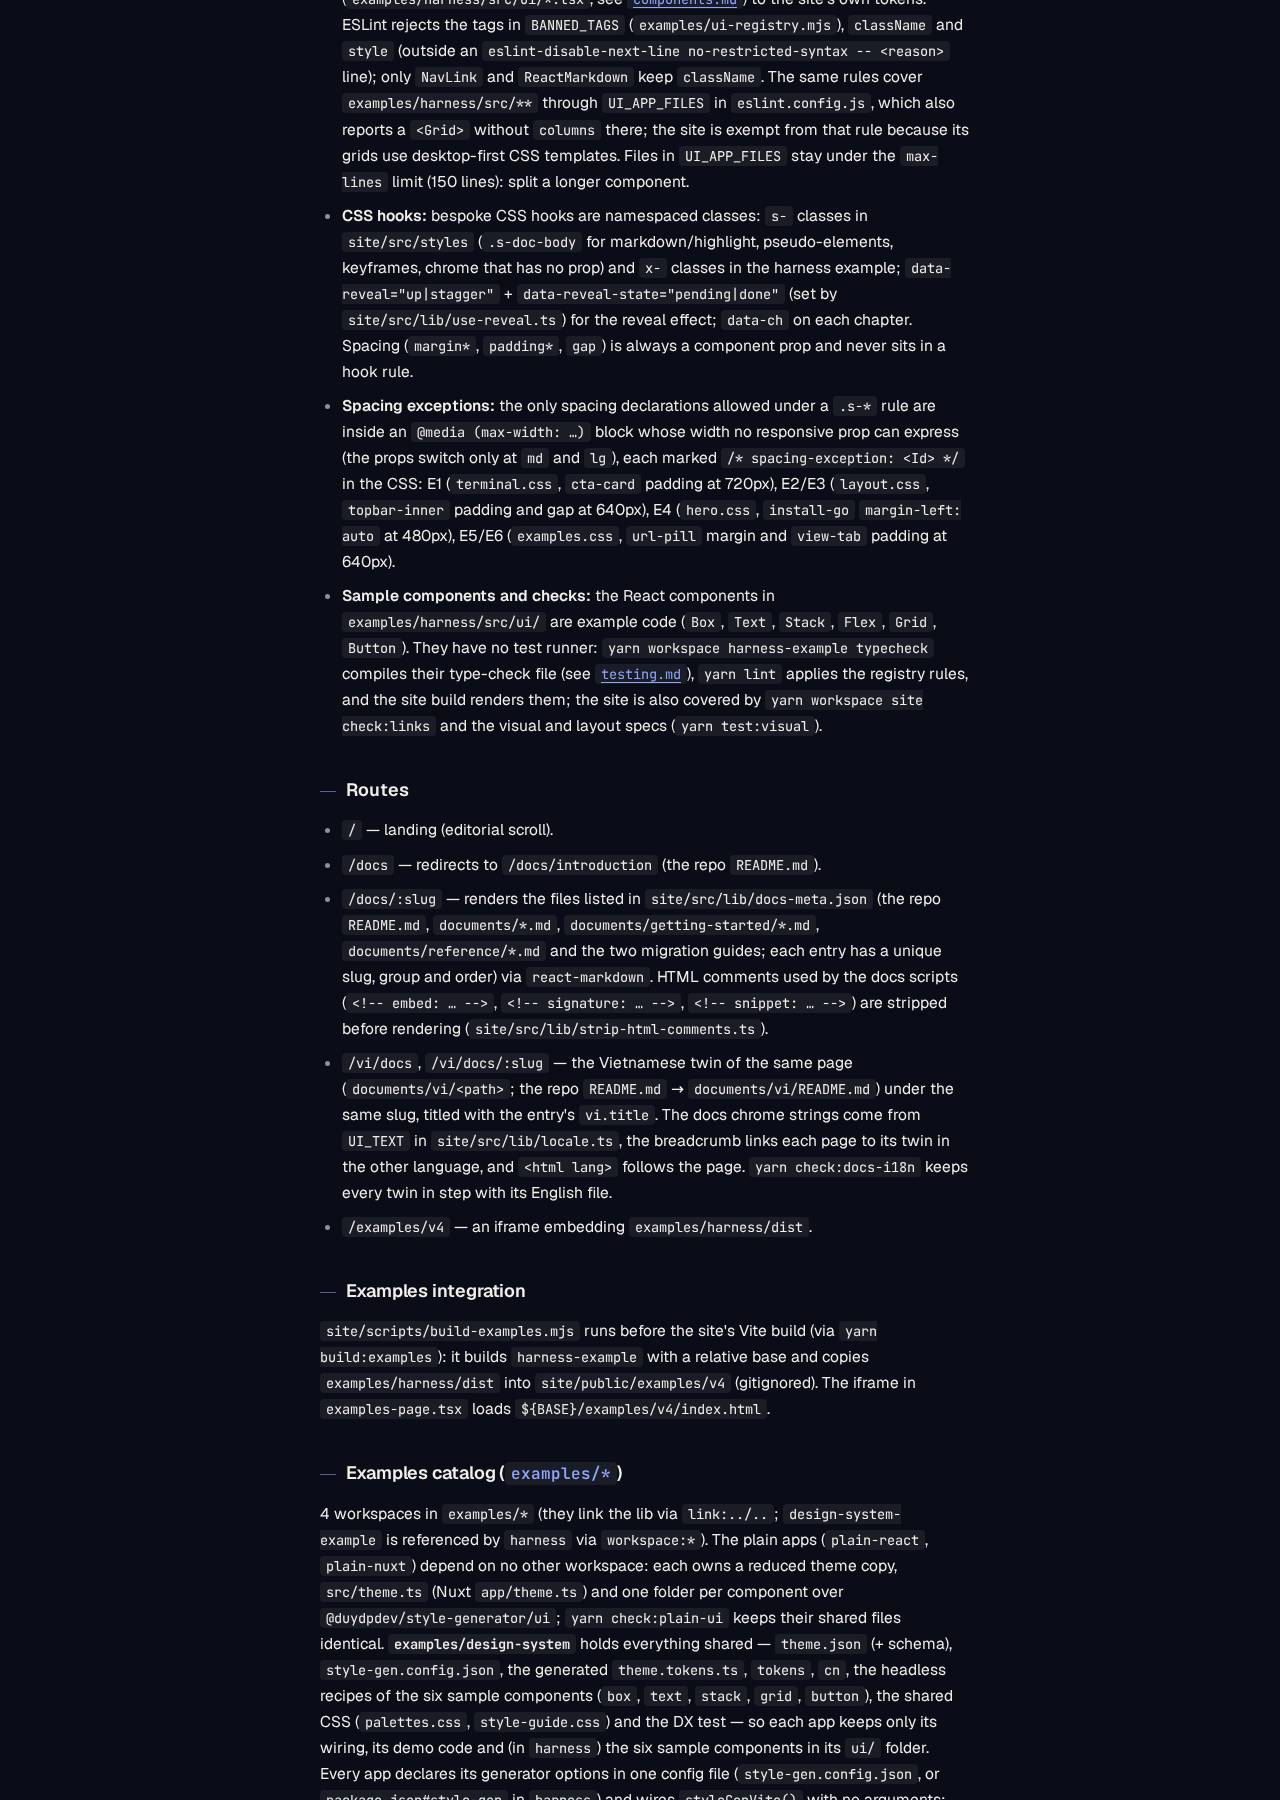 (examples/harness/src/ui/*.tsx, see components.md) to the site's own tokens.
ESLint rejects the tags in BANNED_TAGS (examples/ui-registry.mjs), className and
style (outside an eslint-disable-next-line no-restricted-syntax -- <reason>
line); only NavLink and ReactMarkdown keep className. The same rules cover
examples/harness/src/** through UI_APP_FILES in eslint.config.js, which also
reports a <Grid> without columns there; the site is exempt from that rule because its
grids use desktop-first CSS templates. Files in UI_APP_FILES stay under the max-
lines limit (150 lines): split a longer component.
• CSS hooks: bespoke CSS hooks are namespaced classes: s- classes in
site/src/styles (.s-doc-body for markdown/highlight, pseudo-elements,
keyframes, chrome that has no prop) and x- classes in the harness example; data-
reveal="up|stagger" + data-reveal-state="pending|done" (set by
site/src/lib/use-reveal.ts) for the reveal effect; data-ch on each chapter.
Spacing (margin*, padding*, gap) is always a component prop and never sits in a
hook rule.
• Spacing exceptions: the only spacing declarations allowed under a .s-* rule are
inside an @media (max-width: …) block whose width no responsive prop can express
(the props switch only at md and lg), each marked /* spacing-exception: <Id> */
in the CSS: E1 (terminal.css, cta-card padding at 720px), E2/E3 (layout.css,
topbar-inner padding and gap at 640px), E4 (hero.css, install-go margin-left:
auto at 480px), E5/E6 (examples.css, url-pill margin and view-tab padding at
640px).
• Sample components and checks: the React components in
examples/harness/src/ui/ are example code (Box, Text, Stack, Flex, Grid,
Button). They have no test runner: yarn workspace harness-example typecheck
compiles their type-check file (see testing.md), yarn lint applies the registry rules,
and the site build renders them; the site is also covered by yarn workspace site
check:links and the visual and layout specs (yarn test:visual).
— Routes
• / — landing (editorial scroll).
• /docs — redirects to /docs/introduction (the repo README.md).
• /docs/:slug — renders the files listed in site/src/lib/docs-meta.json (the repo
README.md, documents/*.md, documents/getting-started/*.md,
documents/reference/*.md and the two migration guides; each entry has a unique
slug, group and order) via react-markdown. HTML comments used by the docs scripts
(<!-- embed: … -->, <!-- signature: … -->, <!-- snippet: … -->) are stripped
before rendering (site/src/lib/strip-html-comments.ts).
• /vi/docs, /vi/docs/:slug — the Vietnamese twin of the same page
(documents/vi/<path>; the repo README.md → documents/vi/README.md) under the
same slug, titled with the entry's vi.title. The docs chrome strings come from
UI_TEXT in site/src/lib/locale.ts, the breadcrumb links each page to its twin in
the other language, and <html lang> follows the page. yarn check:docs-i18n keeps
every twin in step with its English file.
• /examples/v4 — an iframe embedding examples/harness/dist.
— Examples integration
site/scripts/build-examples.mjs runs before the site's Vite build (via yarn
build:examples): it builds harness-example with a relative base and copies
examples/harness/dist into site/public/examples/v4 (gitignored). The iframe in
examples-page.tsx loads ${BASE}/examples/v4/index.html.
— Examples catalog (examples/*)
4 workspaces in examples/* (they link the lib via link:../..; design-system-
example is referenced by harness via workspace:*). The plain apps (plain-react,
plain-nuxt) depend on no other workspace: each owns a reduced theme copy,
src/theme.ts (Nuxt app/theme.ts) and one folder per component over
@duydpdev/style-generator/ui; yarn check:plain-ui keeps their shared files
identical. examples/design-system holds everything shared — theme.json (+ schema),
style-gen.config.json, the generated theme.tokens.ts, tokens, cn, the headless
recipes of the six sample components (box, text, stack, grid, button), the shared
CSS (palettes.css, style-guide.css) and the DX test — so each app keeps only its
wiring, its demo code and (in harness) the six sample components in its ui/ folder.
Every app declares its generator options in one config file (style-gen.config.json, or
package.json#style-gen in harness) and wires styleGenVite() with no arguments;